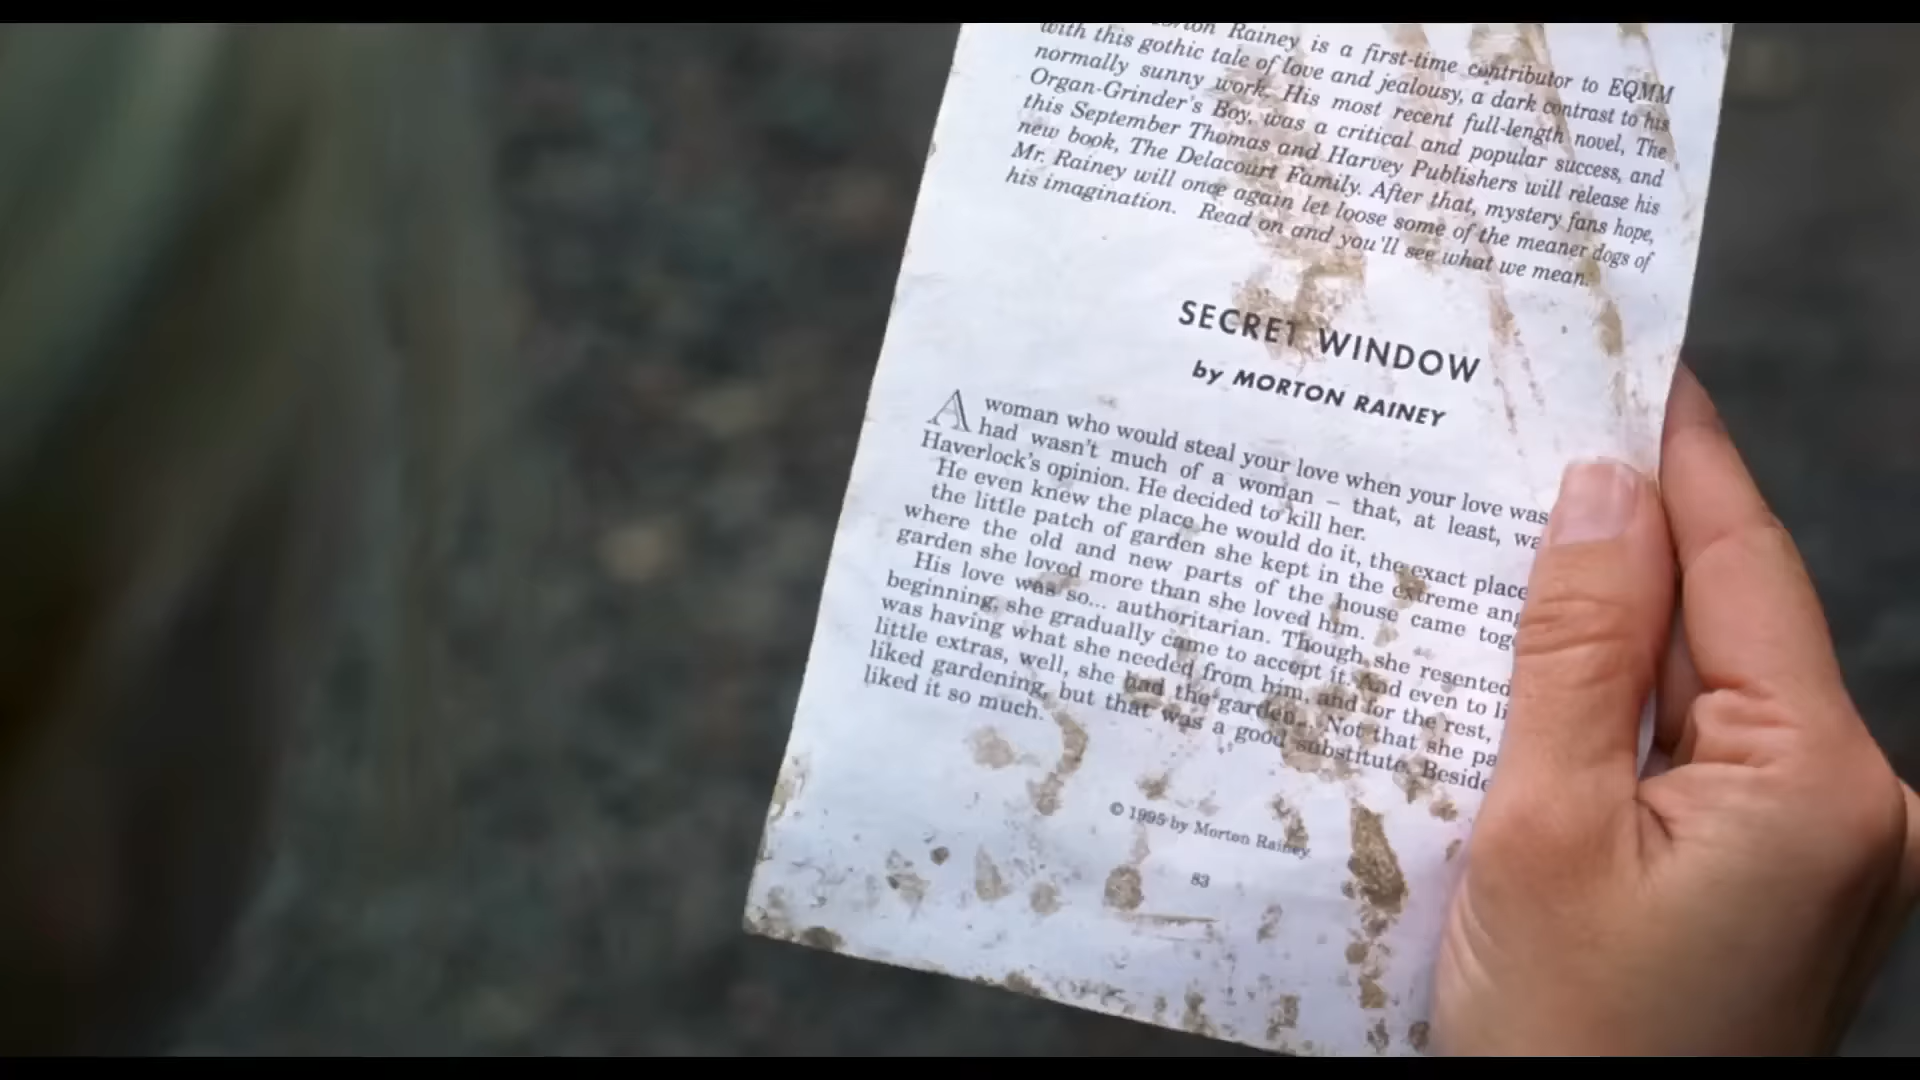 Rainey is a first-time contributor to EQMM
with this gothic tale of love and jealousy, a dark contrast to his
normally sunny work. His most recent full-length novel, The
Organ-Grinder's Boy, was a critical and popular success, and
this September Thomas and Harvey Publishers will release his
new book, The Delacourt Family. After that, mystery fans hope,
Mr. Rainey will once again let loose some of the meaner dogs of
his imagination. Read on and you'll see what we mean.
SECRET WINDOW
by MORTON RAINEY
A woman who would steal your love when your love was
had wasn't much of a woman – that, at least, wa
Haverlock's opinion. He decided to kill her.
He even knew the place he would do it, the exact place
the little patch of garden she kept in the extreme ang
where the old and new parts of the house came tog
garden she loved more than she loved him.
His love was so... authoritarian. Though she resented
beginning, she gradually came to accept it. And even to li
was having what she needed from him, and for the rest,
little extras, well, she had the garden... Not that she pa
liked gardening, but that was a good substitute. Beside
liked it so much.
© 1995 by Morton Rainey
83